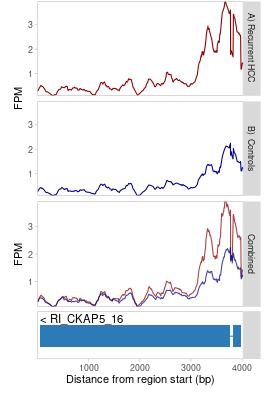 3
2
1
A) Recurrent HCC
FPM
3
2
1
B) Controls
3
2
1
Combined
FPM
< RI_CKAP5_16
1000 2000 3000 4000
Distance from region start (bp)